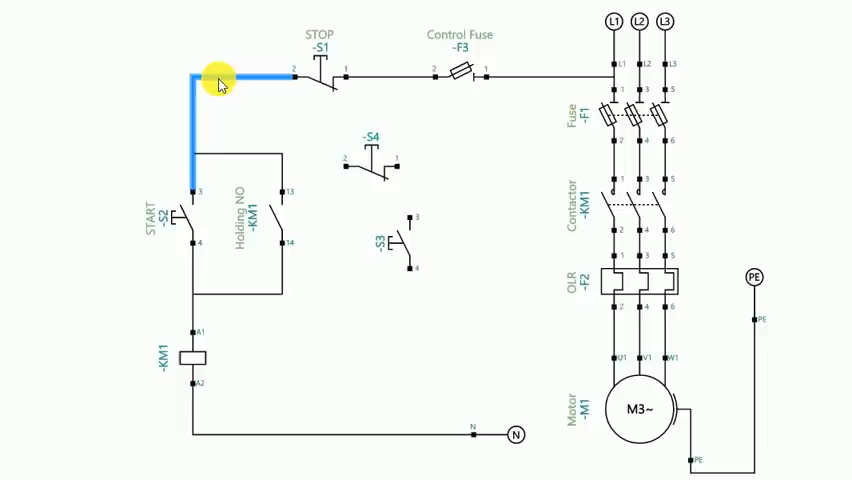 L1 L2 L3
STOP
-S1
Control Fuse
-F3
L1 L2 L3
2 1 2 1
1 3 5
Fuse
-F1
2 4 6
-S4
2 1
START
-S2
3
4
Holding NO
-KM1
13
14
-S3
3
4
Contactor
-KM1
1 3 5
2 4 6
OLR
-F2
1 3 5
2 4 6
PE
PE
-KM1
A1
A2
U1 V1 W1
Motor
-M1
M3~
N
N
PE